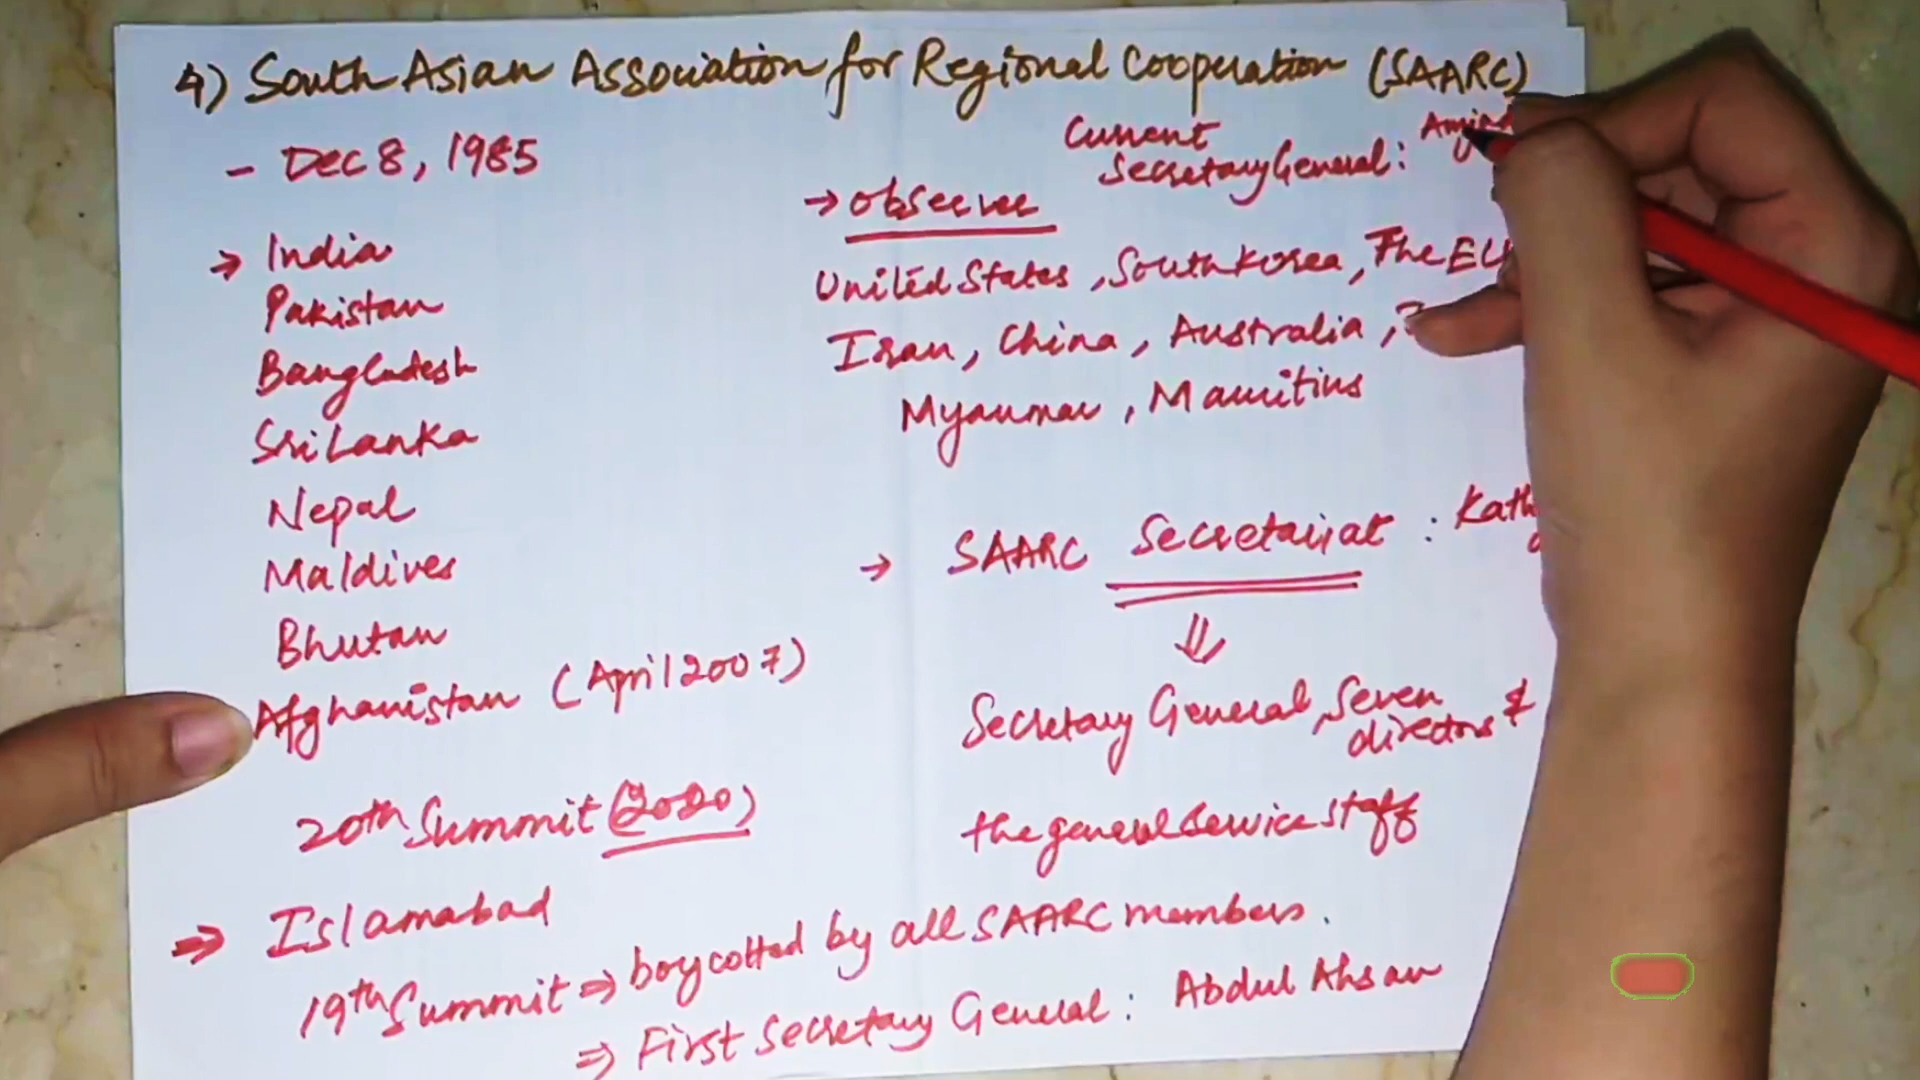 4) South Asian Association for Regional Cooperation (SAARC)
- Dec 8, 1985
→ India
Pakistan
Bangladesh
Sri Lanka
Nepal
Maldives
Bhutan
Afghanistan (April 2007)
20th Summit (2020)
⇒ Islamabad
19th Summit ⇒ boycotted by all SAARC members.
⇒ First Secretary General : Abdul Ahsan
Current
Secretary General :
→ observer
United States, South Korea, The EU
Iran, China, Australia,
Myanmar, Mauritius
→ SAARC Secretariat : Kath
⇓
Secretary General, Seven
directors &
the general service staff